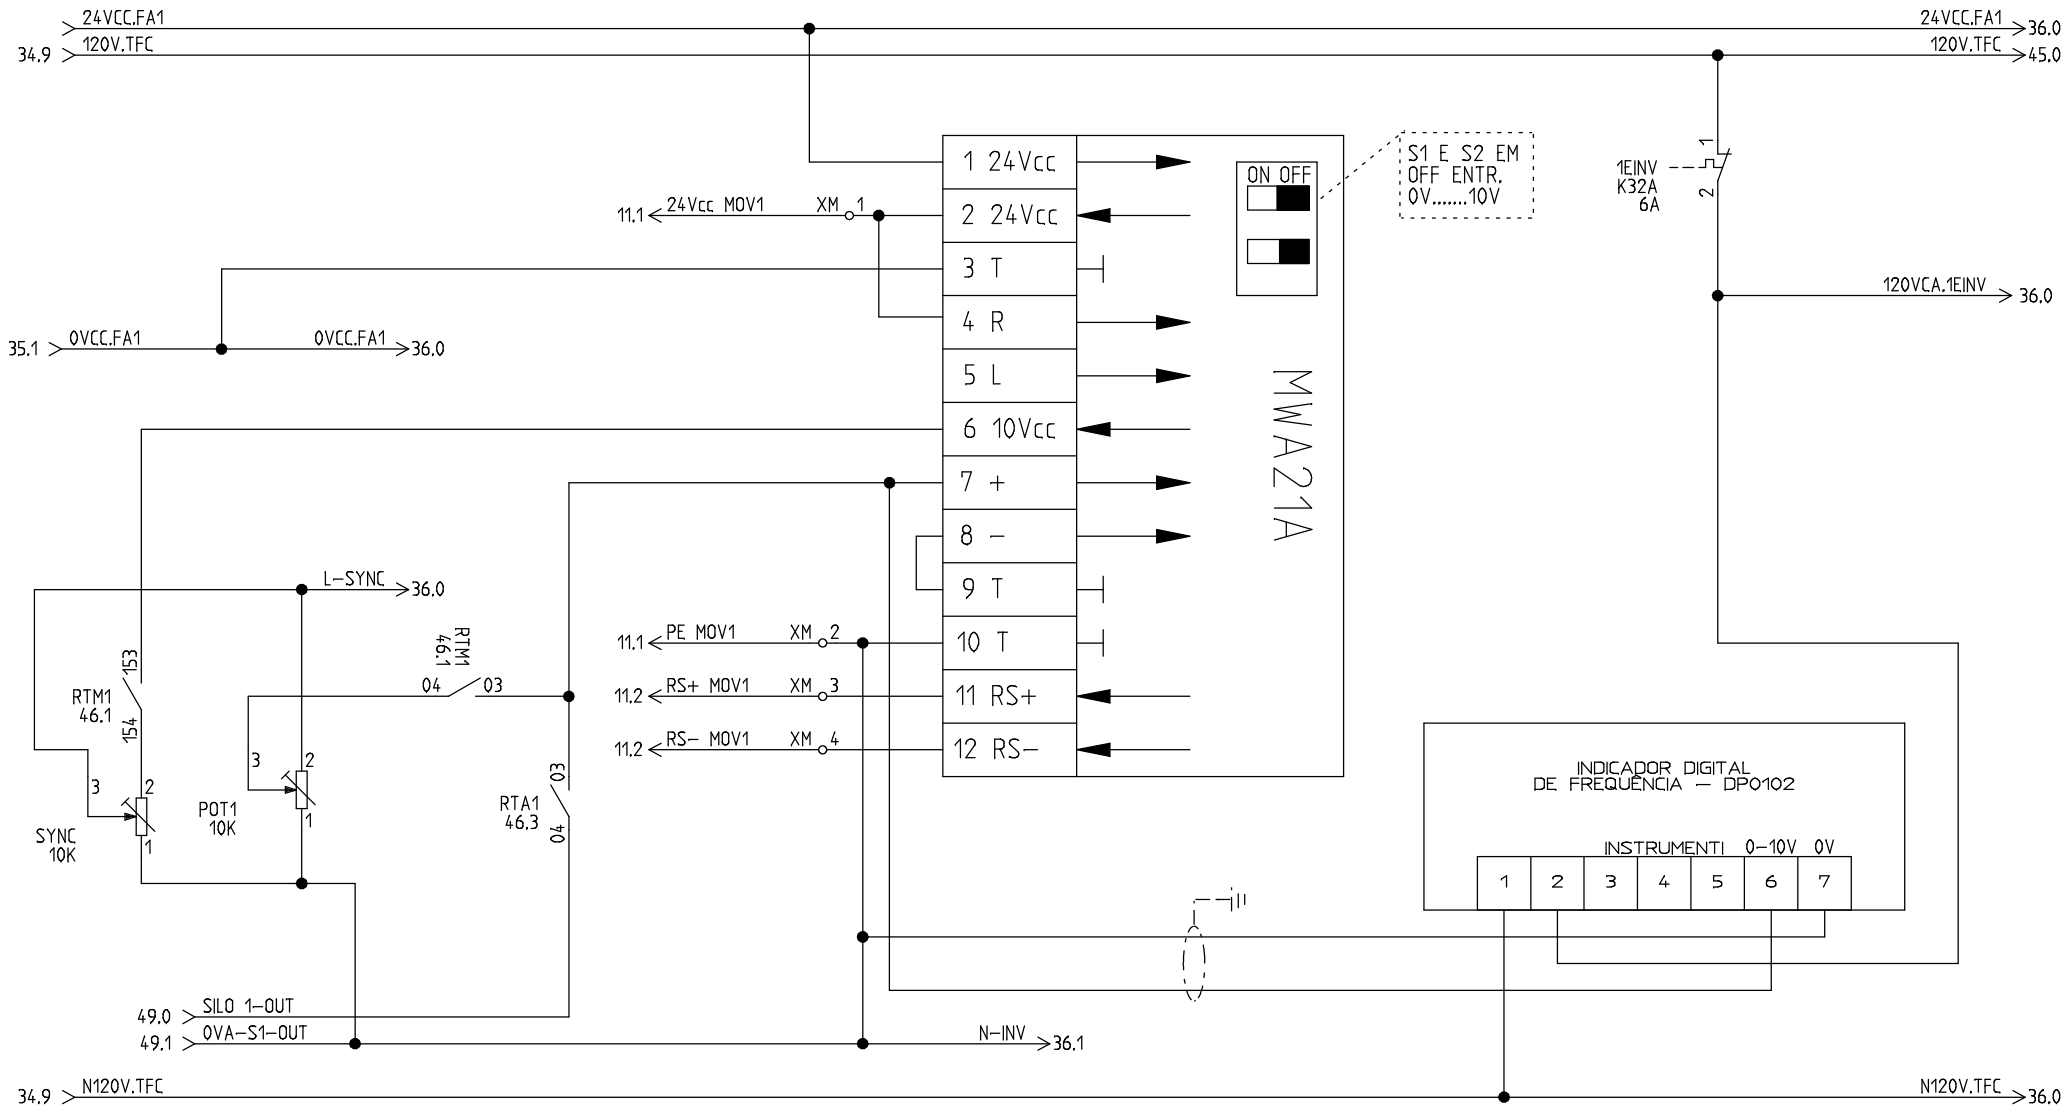 24VCC.FA1
24VCC.FA1
36.0
34.9
120V.TFC
120V.TFC
45.0
1 24Vcc
2 24Vcc
3 T
4 R
5 L
6 10Vcc
7 +
8 -
9 T
10 T
11 RS+
12 RS-
MWA21A
ON OFF
S1 E S2 EM
OFF ENTR.
0V.......10V
1
1EINV
K32A
6A
2
120VCA.1EINV
36.0
11.1
24Vcc MOV1
XM
1
35.1
0VCC.FA1
0VCC.FA1
36.0
L-SYNC
36.0
11.1
PE MOV1
XM
2
11.2
RS+ MOV1
XM
3
11.2
RS- MOV1
XM
4
153
RTM1
46.1
154
3
2
1
SYNC
10K
3
2
1
POT1
10K
RTM1
46.1
04
03
03
RTA1
46.3
04
INDICADOR DIGITAL
DE FREQUÊNCIA - DP0102
INSTRUMENTI 0-10V 0V
1 2 3 4 5 6 7
49.0
SILO 1-OUT
49.1
0VA-S1-OUT
N-INV
36.1
34.9
N120V.TFC
N120V.TFC
36.0